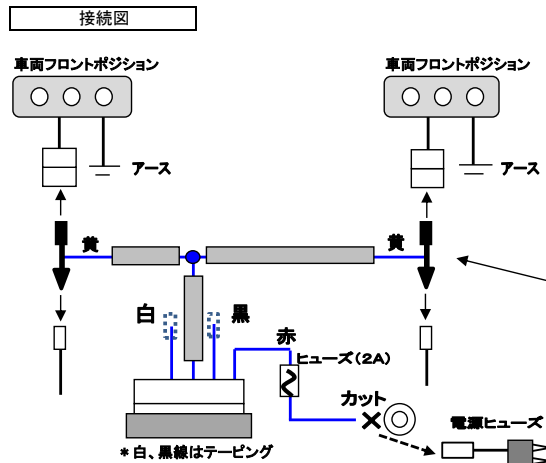 接続図
車両フロントポジション
車両フロントポジション
アース
アース
黄
黄
白
黒
赤
ヒューズ(2A)
カット
電源ヒューズ
*白、黒線はテーピング